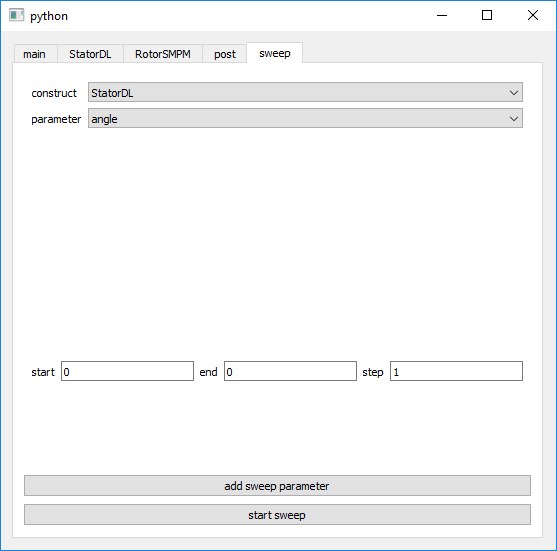 python
main StatorDL RotorSMPM post sweep
construct StatorDL
parameter angle
start 0 end 0 step 1
add sweep parameter
start sweep